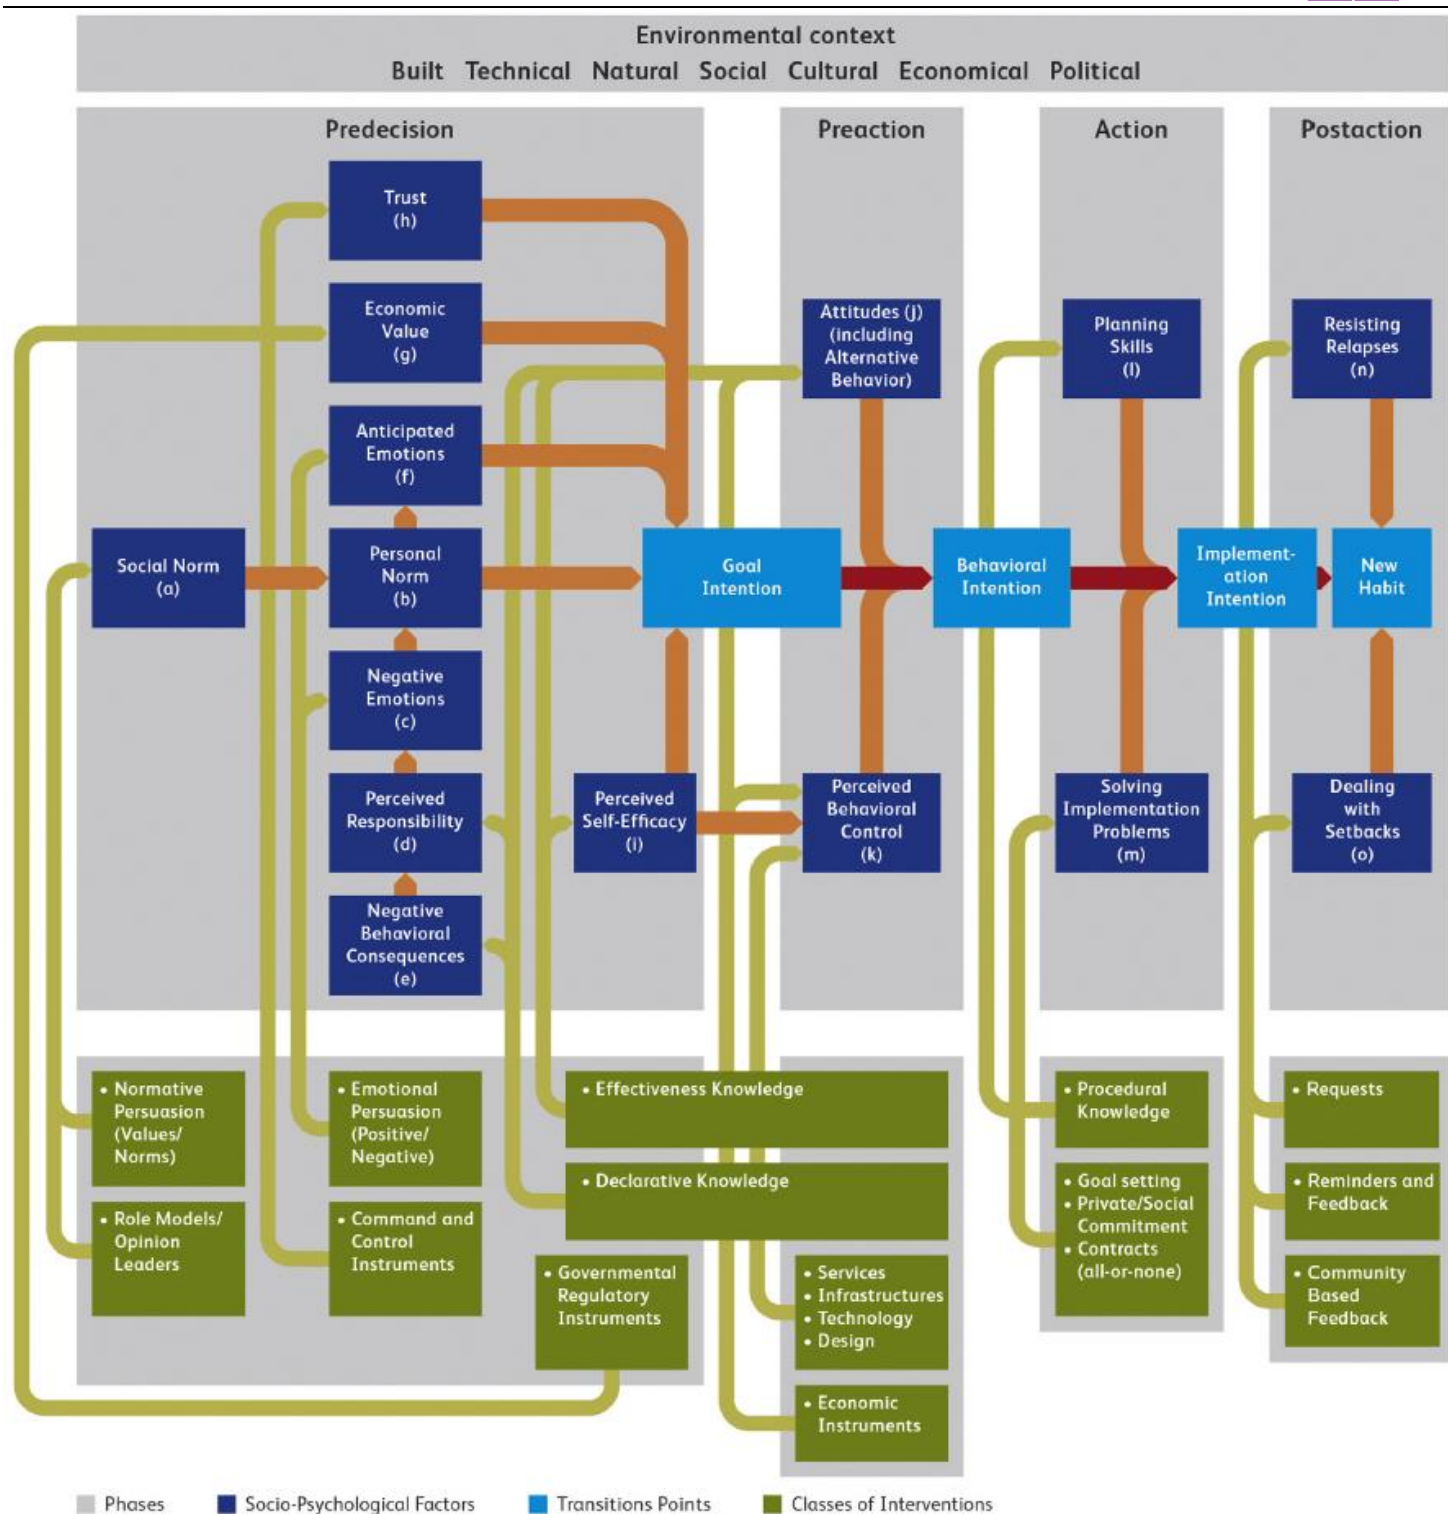 Environmental context
Built Technical Natural Social Cultural Economical Political
Predecision
Preaction
Action
Postaction
Trust
(h)
Economic
Value
(g)
Anticipated
Emotions
(f)
Social Norm
(a)
Personal
Norm
(b)
Negative
Emotions
(c)
Perceived
Responsibility
(d)
Negative
Behavioral
Consequences
(e)
Perceived
Self-Efficacy
(i)
Goal
Intention
Attitudes (j)
(including
Alternative
Behavior)
Perceived
Behavioral
Control
(k)
Behavioral
Intention
Planning
Skills
(l)
Solving
Implementation
Problems
(m)
Implement-
ation
Intention
Resisting
Relapses
(n)
New
Habit
Dealing
with
Setbacks
(o)
• Normative
Persuasion
(Values/
Norms)
• Role Models/
Opinion
Leaders
• Emotional
Persuasion
(Positive/
Negative)
• Command and
Control
Instruments
• Effectiveness Knowledge
• Declarative Knowledge
• Governmental
Regulatory
Instruments
• Services
• Infrastructures
• Technology
• Design
• Economic
Instruments
• Procedural
Knowledge
• Goal setting
• Private/Social
Commitment
• Contracts
(all-or-none)
• Requests
• Reminders and
Feedback
• Community
Based
Feedback
Phases
Socio-Psychological Factors
Transitions Points
Classes of Interventions